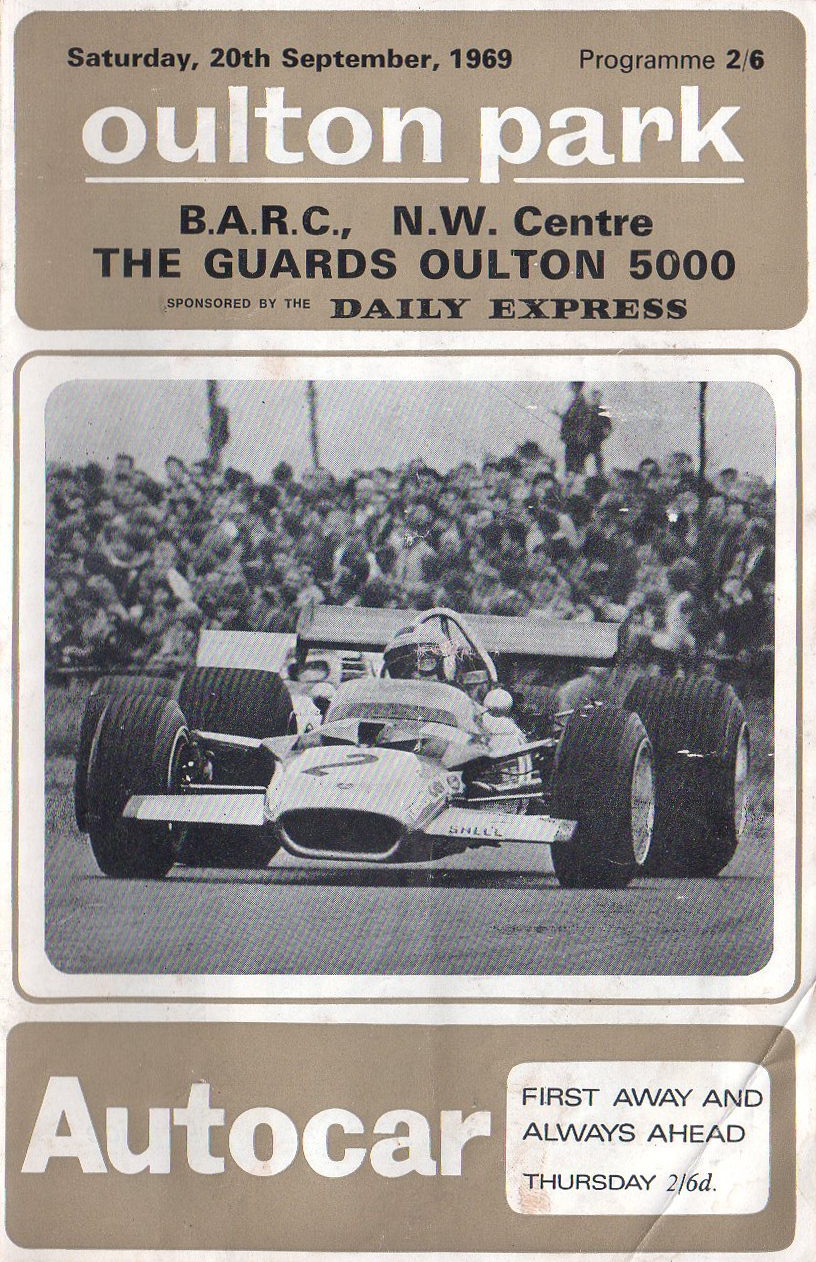 Saturday, 20th September, 1969 Programme 2/6
oulton park
B.A.R.C., N.W. Centre
THE GUARDS OULTON 5000
SPONSORED BY THE DAILY EXPRESS
2
SHELL
Autocar
FIRST AWAY AND
ALWAYS AHEAD
THURSDAY 2/6d.